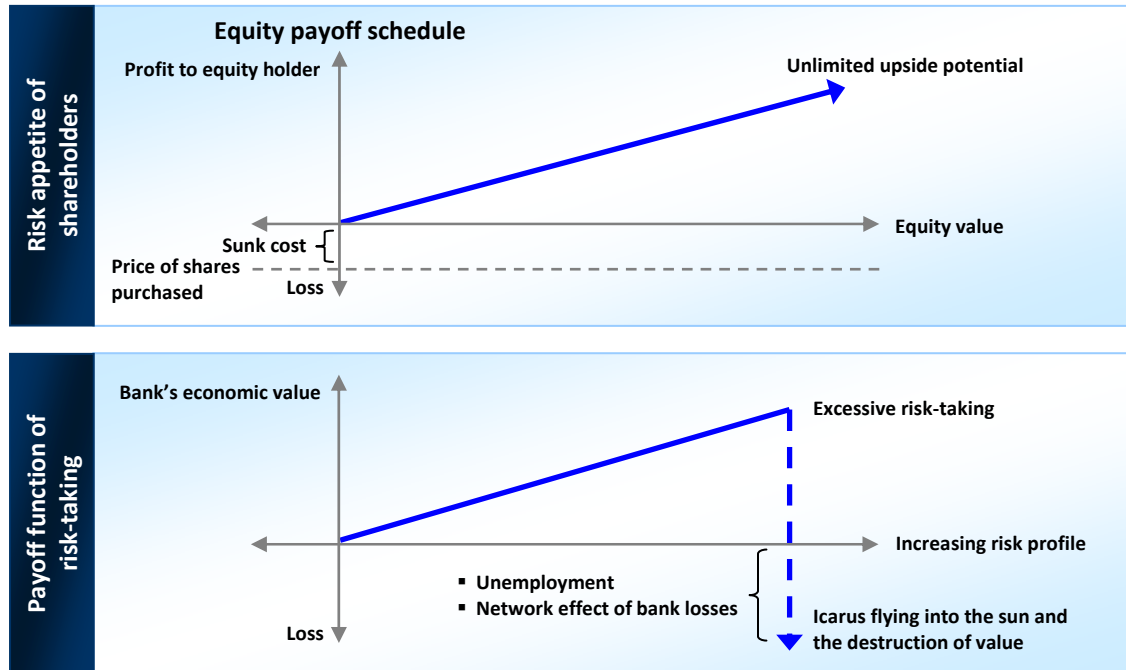 Risk appetite of
shareholders
Equity payoff schedule
Profit to equity holder
Unlimited upside potential
Equity value
Sunk cost
Price of shares
purchased
Loss
Payoff function of
risk-taking
Bank’s economic value
Excessive risk-taking
Increasing risk profile
▪ Unemployment
▪ Network effect of bank losses
Loss
Icarus flying into the sun and
the destruction of value